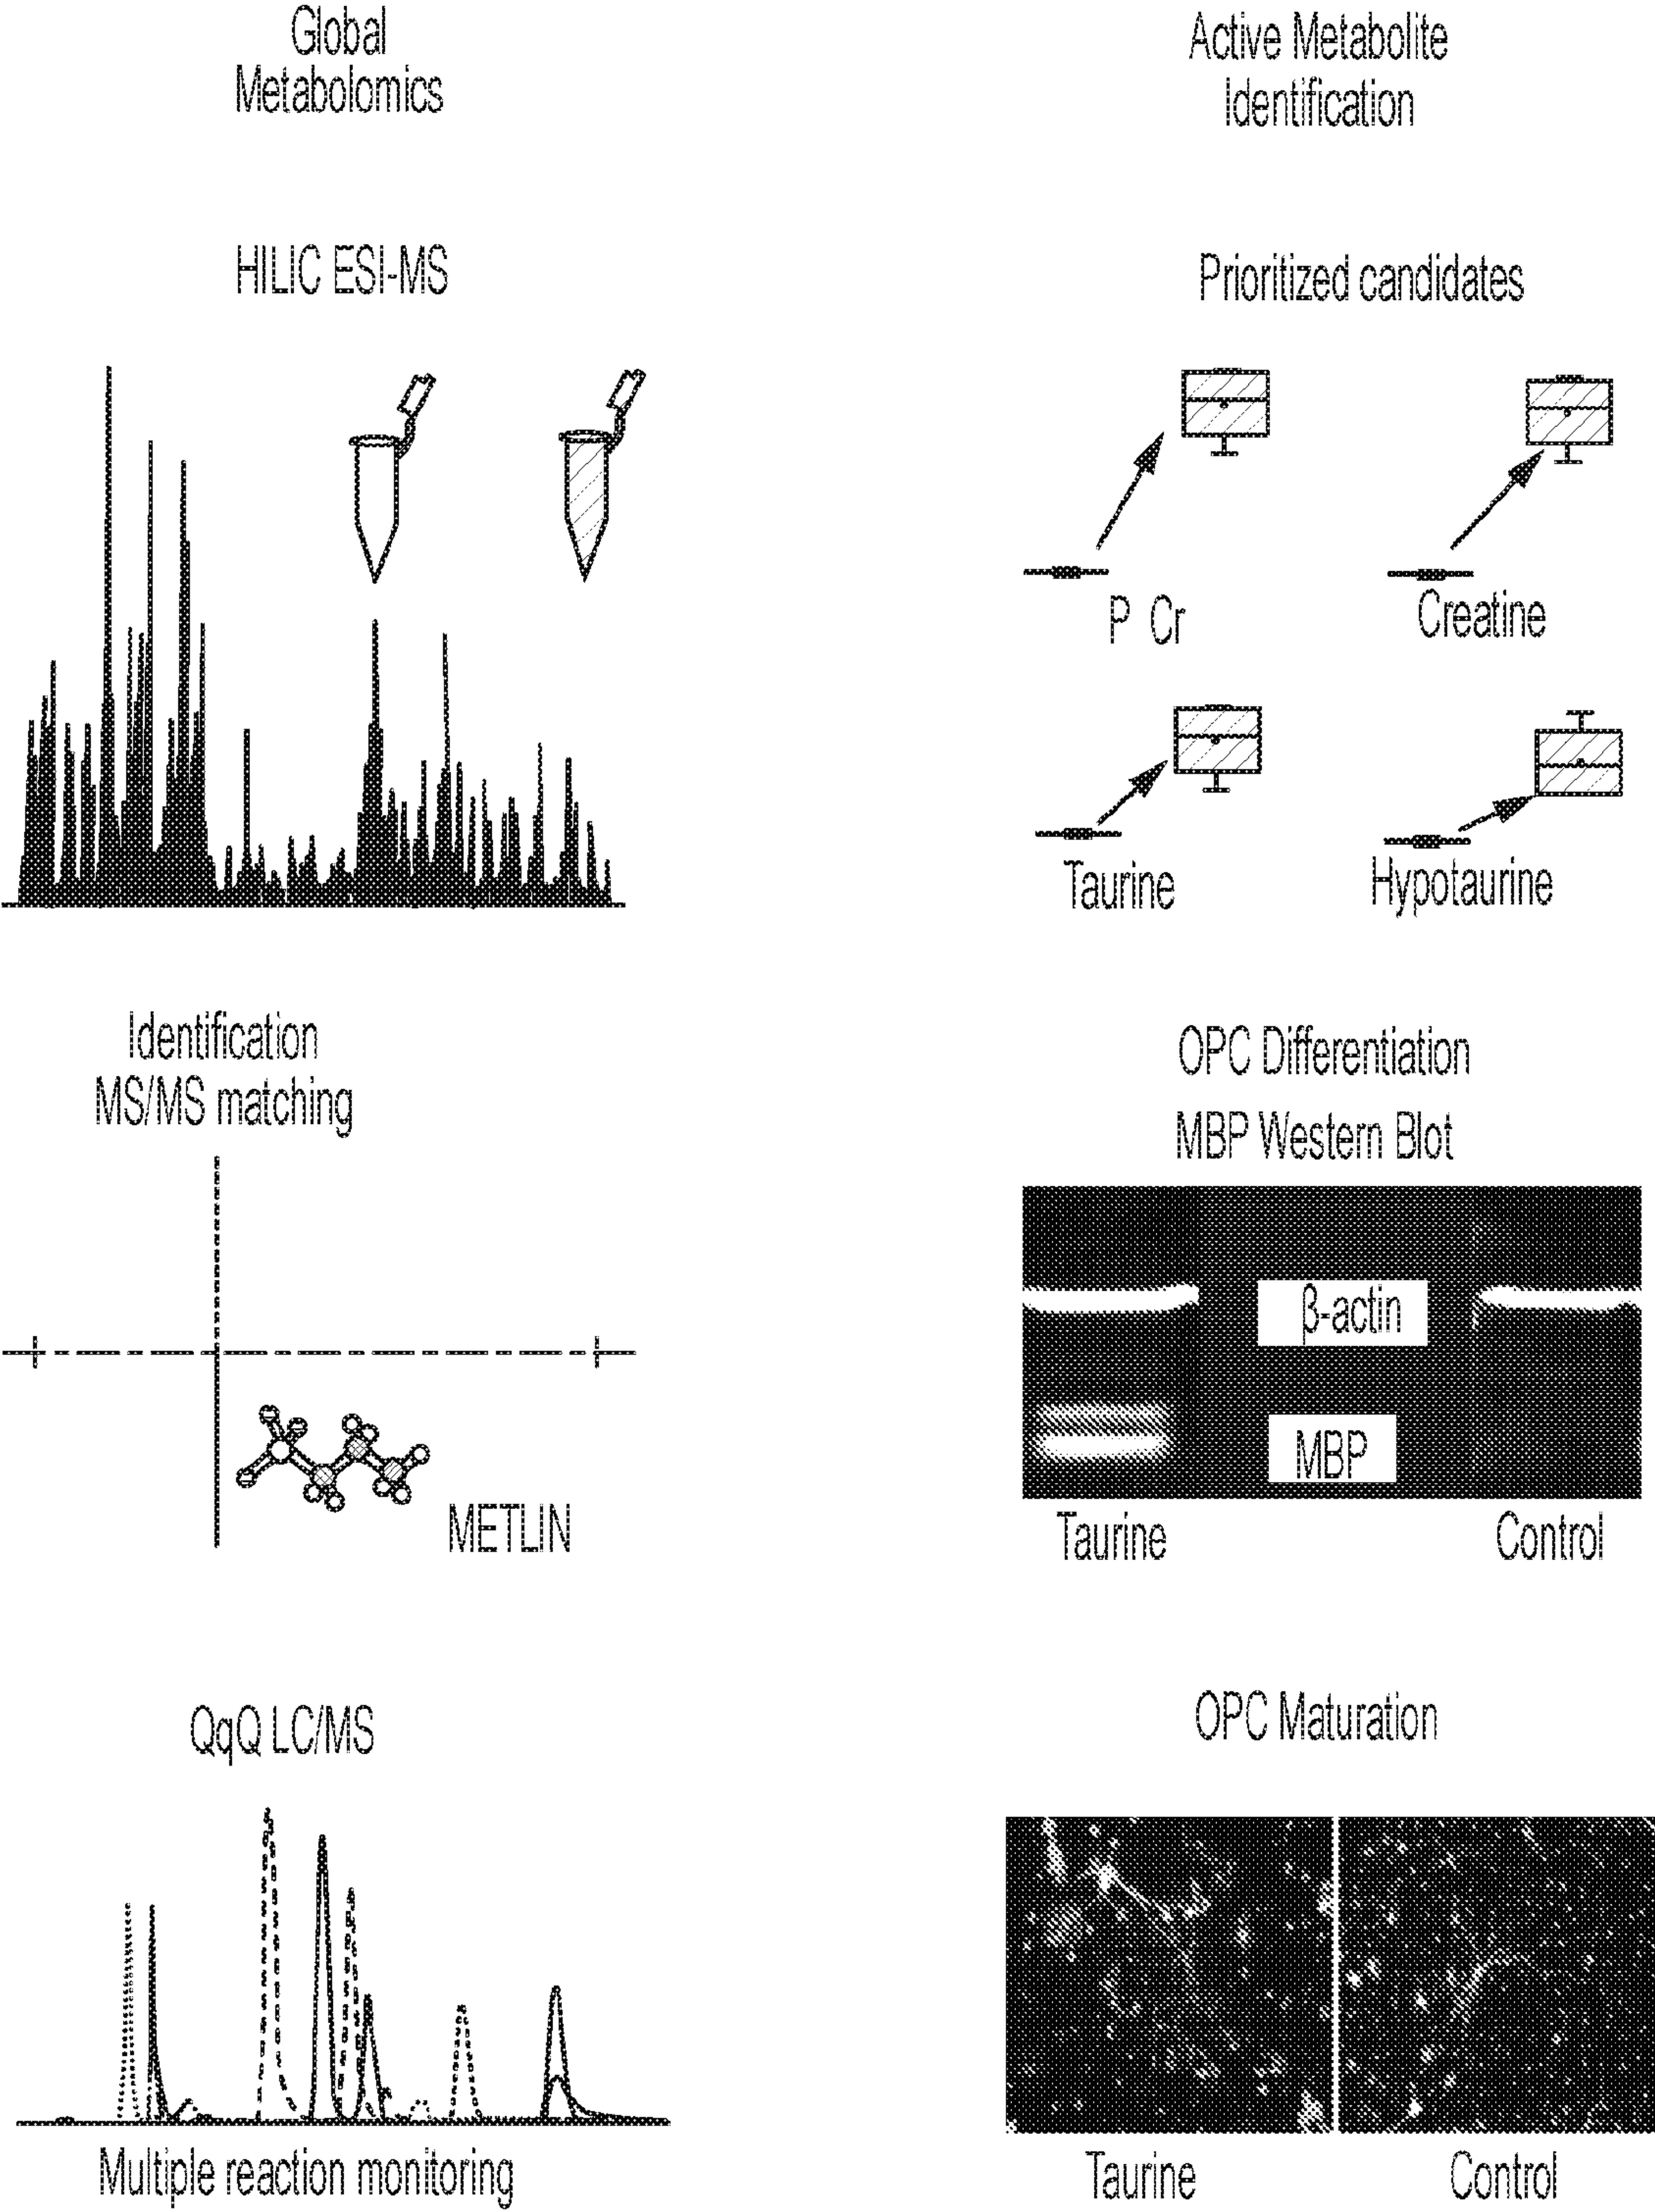 Global
Metabolomics
HILIC ESI-MS
Identification
MS/MS matching
METLIN
QqQ LC/MS
Multiple reaction monitoring
Active Metabolite
Identification
Prioritized candidates
P Cr
Creatine
Taurine
Hypotaurine
OPC Differentiation
MBP Western Blot
β-actin
MBP
Taurine
Control
OPC Maturation
Taurine
Control